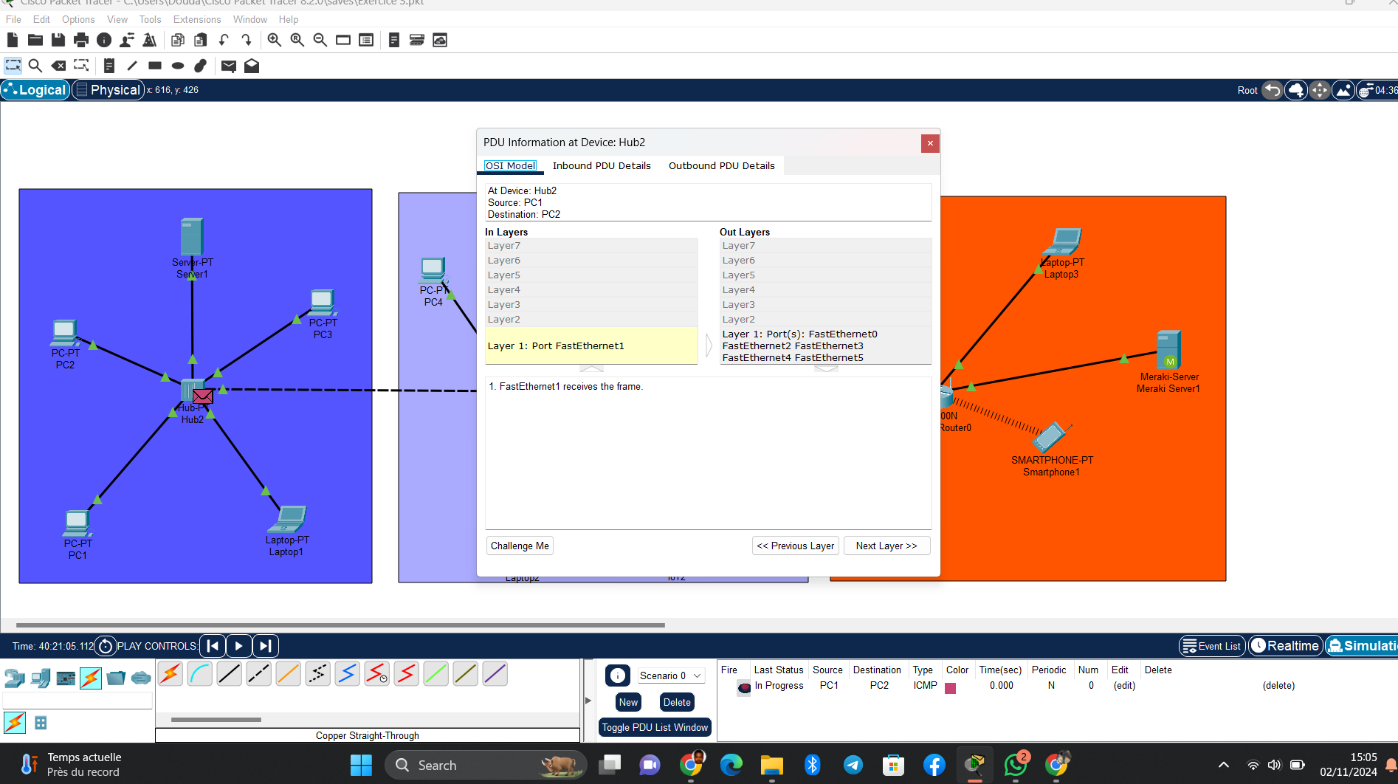 Cisco Packet Tracer - C:\Users\Douda\Cisco Packet Tracer 8.2.0\saves\Exercice 3.pkt
File Edit Options View Tools Extensions Window Help
Logical Physical x: 616, y: 426 Root 04:36
PDU Information at Device: Hub2
OSI Model Inbound PDU Details Outbound PDU Details
At Device: Hub2
Source: PC1
Destination: PC2
In Layers Out Layers
Layer7 Layer7
Layer6 Layer6
Layer5 Layer5
Layer4 Layer4
Layer3 Layer3
Layer2 Layer2
Layer 1: Port FastEthernet1
Layer 1: Port(s): FastEthernet0
FastEthernet2 FastEthernet3
FastEthernet4 FastEthernet5
1. FastEthernet1 receives the frame.
Challenge Me << Previous Layer Next Layer >>
Server-PT
Server1
PC-PT
PC3
PC-PT
PC2
Hub-P
Hub2
PC-PT
PC1
Laptop-PT
Laptop1
PC-PT
PC4
Laptop2
Laptop-PT
Laptop3
M
Meraki-Server
Meraki Server1
00N
Router0
SMARTPHONE-PT
Smartphone1
Time: 40:21:05.112 PLAY CONTROLS: Event List Realtime Simulati
Scenario 0
New Delete
Toggle PDU List Window
Fire Last Status Source Destination Type Color Time(sec) Periodic Num Edit Delete
In Progress PC1 PC2 ICMP 0.000 N 0 (edit) (delete)
Copper Straight-Through
Temps actuelle
Près du record
Search
2
15:05
02/11/2024